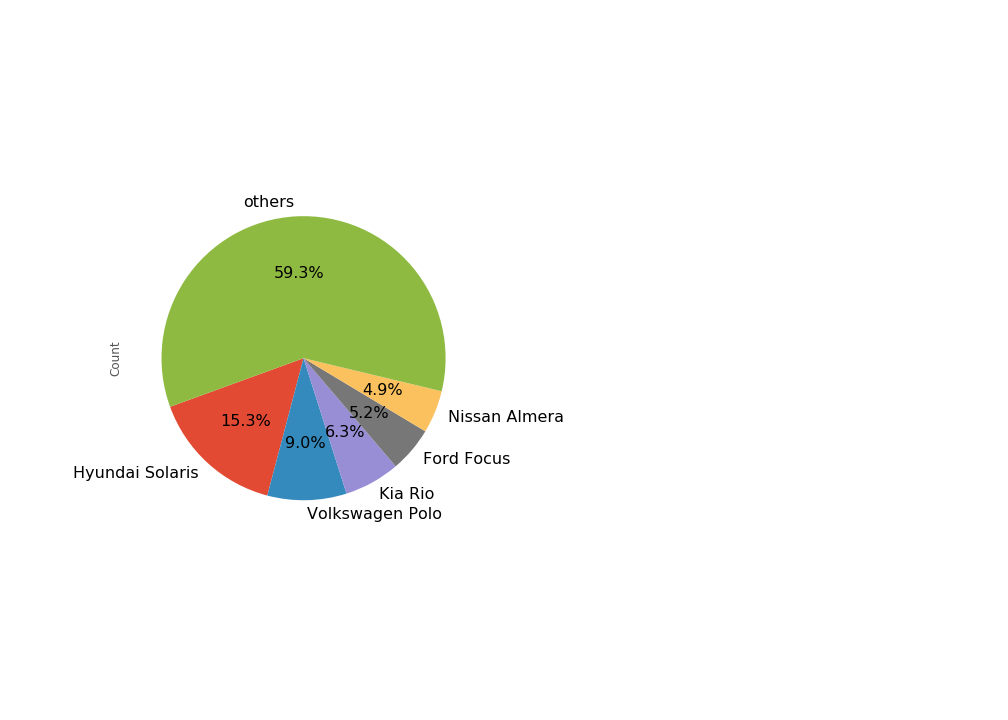 others
59.3%
Count
4.9%
5.2%
Nissan Almera
15.3%
6.3%
9.0%
Ford Focus
Hyundai Solaris
Kia Rio
Volkswagen Polo